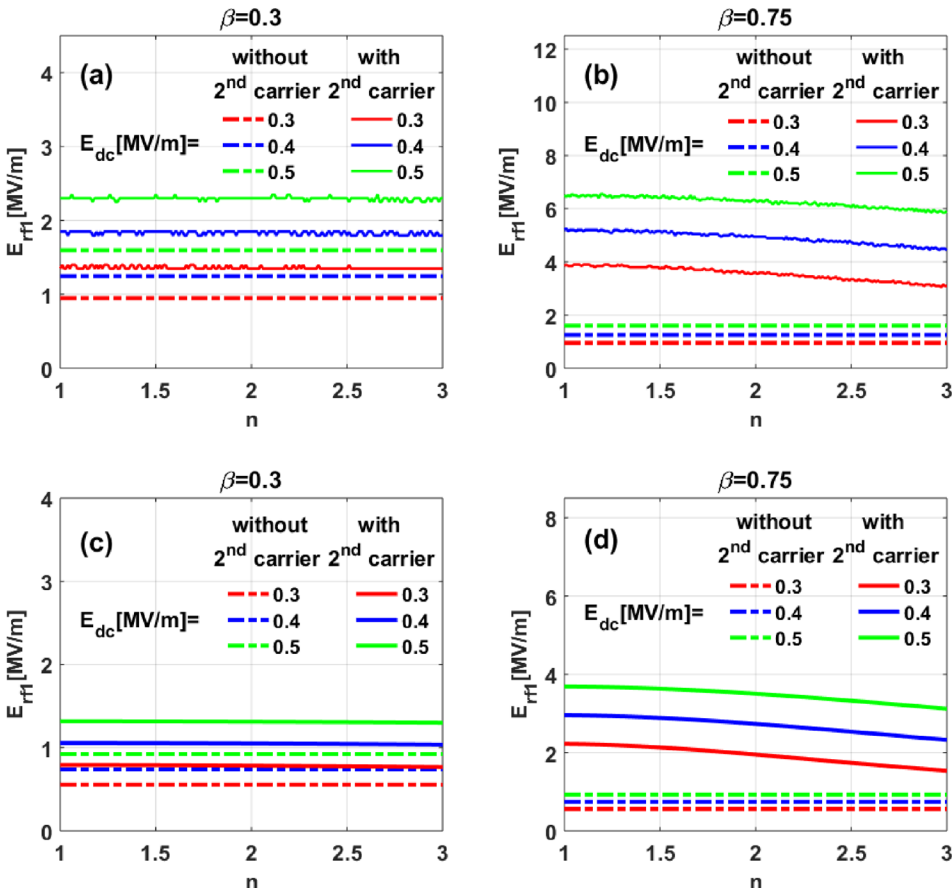 β=0.3
(a)
without with
2nd carrier 2nd carrier
0.3 0.3
Edc[MV/m]= 0.4 0.4
0.5 0.5
Erf1[MV/m]
4
3
2
1
0
1 1.5 2 2.5 3
n
β=0.75
(b)
without with
2nd carrier 2nd carrier
0.3 0.3
Edc[MV/m]= 0.4 0.4
0.5 0.5
Erf1[MV/m]
12
10
8
6
4
2
0
1 1.5 2 2.5 3
n
β=0.3
(c)
without with
2nd carrier 2nd carrier
0.3 0.3
Edc[MV/m]= 0.4 0.4
0.5 0.5
Erf1[MV/m]
4
3
2
1
0
1 1.5 2 2.5 3
n
β=0.75
(d)
without with
2nd carrier 2nd carrier
0.3 0.3
Edc[MV/m]= 0.4 0.4
0.5 0.5
Erf1[MV/m]
8
6
4
2
0
1 1.5 2 2.5 3
n